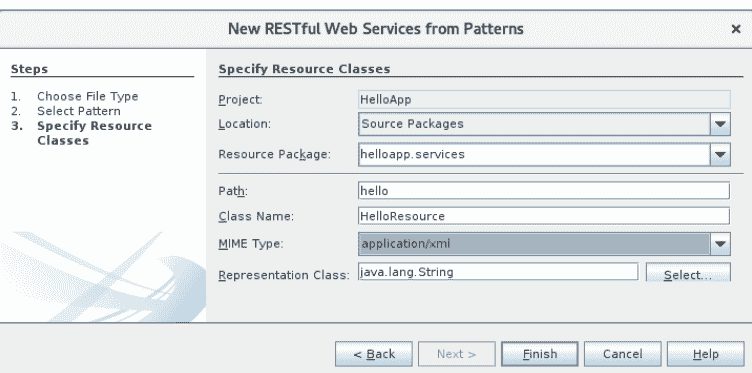 New RESTful Web Services from Patterns
×
Steps
1. Choose File Type
2. Select Pattern
3. Specify Resource
Classes
Specify Resource Classes
Project: HelloApp
Location: Source Packages
Resource Package: helloapp.services
Path: hello
Class Name: HelloResource
MIME Type: application/xml
Representation Class: java.lang.String Select...
< Back Next > Finish Cancel Help